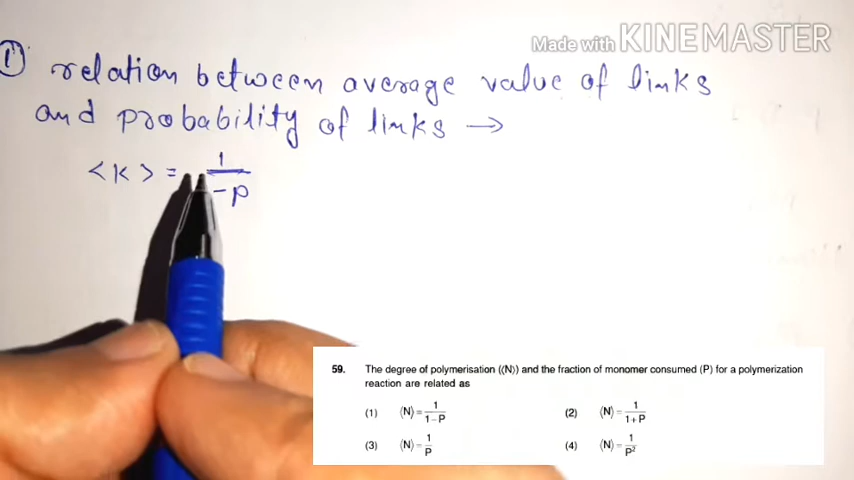 Made with KINEMASTER
(1) relation between average value of links
and probability of links →
<K> = 1/-p
59. The degree of polymerisation (⟨N⟩) and the fraction of monomer consumed (P) for a polymerization
reaction are related as
(1) ⟨N⟩ = 1/1-P (2) ⟨N⟩ = 1/1+P
(3) ⟨N⟩ = 1/P (4) ⟨N⟩ = 1/P²